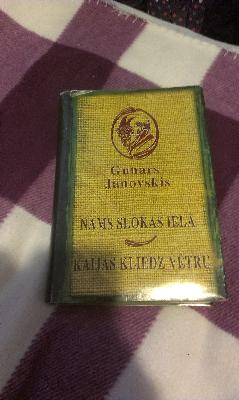 Gunars
Janovskis
NAMS SLOKAS IELĀ
KAIJAS KLIEDZ VĒTRU